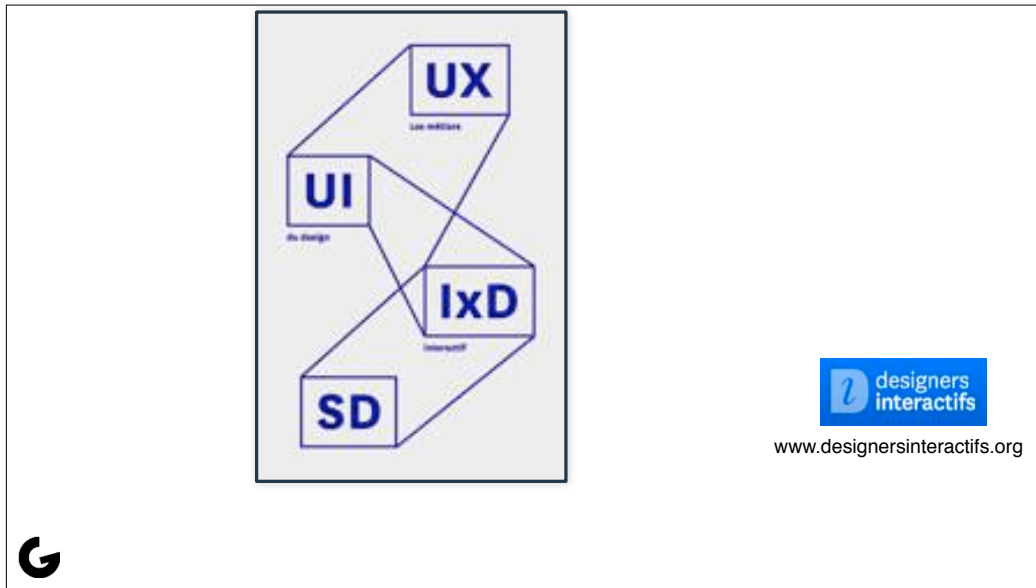 UX
Les métiers
UI
du design
IxD
interactif
SD
designers
interactifs
www.designersinteractifs.org